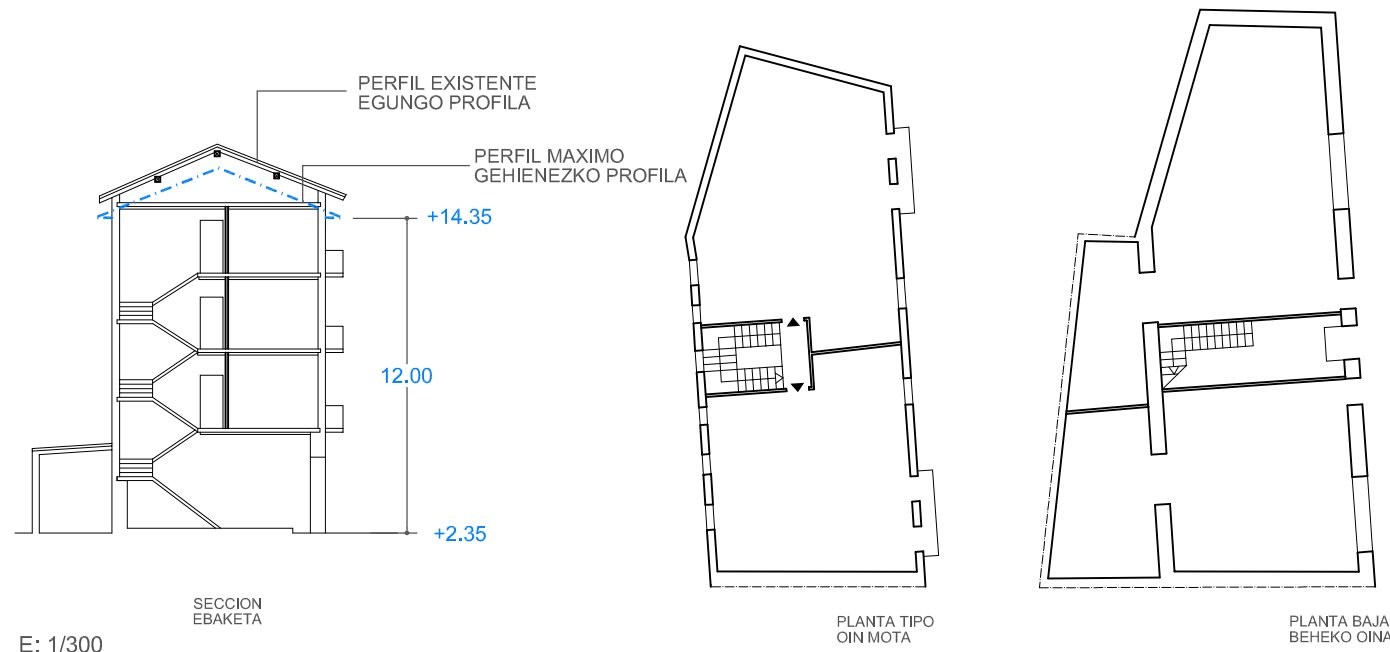 PERFIL EXISTENTE
EGUNGO PROFILA
PERFIL MAXIMO
GEHIENEZKO PROFILA
+14.35
12.00
+2.35
SECCION
EBAKETA
E: 1/300
PLANTA TIPO
OIN MOTA
PLANTA BAJA
BEHEKO OINA